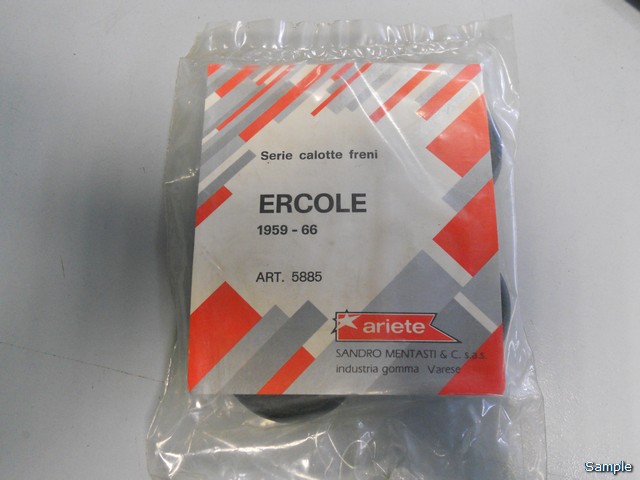 Serie calotte freni
ERCOLE
1959 - 66
ART. 5885
ariete
SANDRO MENTASTI & C. s.a.s.
industria gomma Varese
Sample